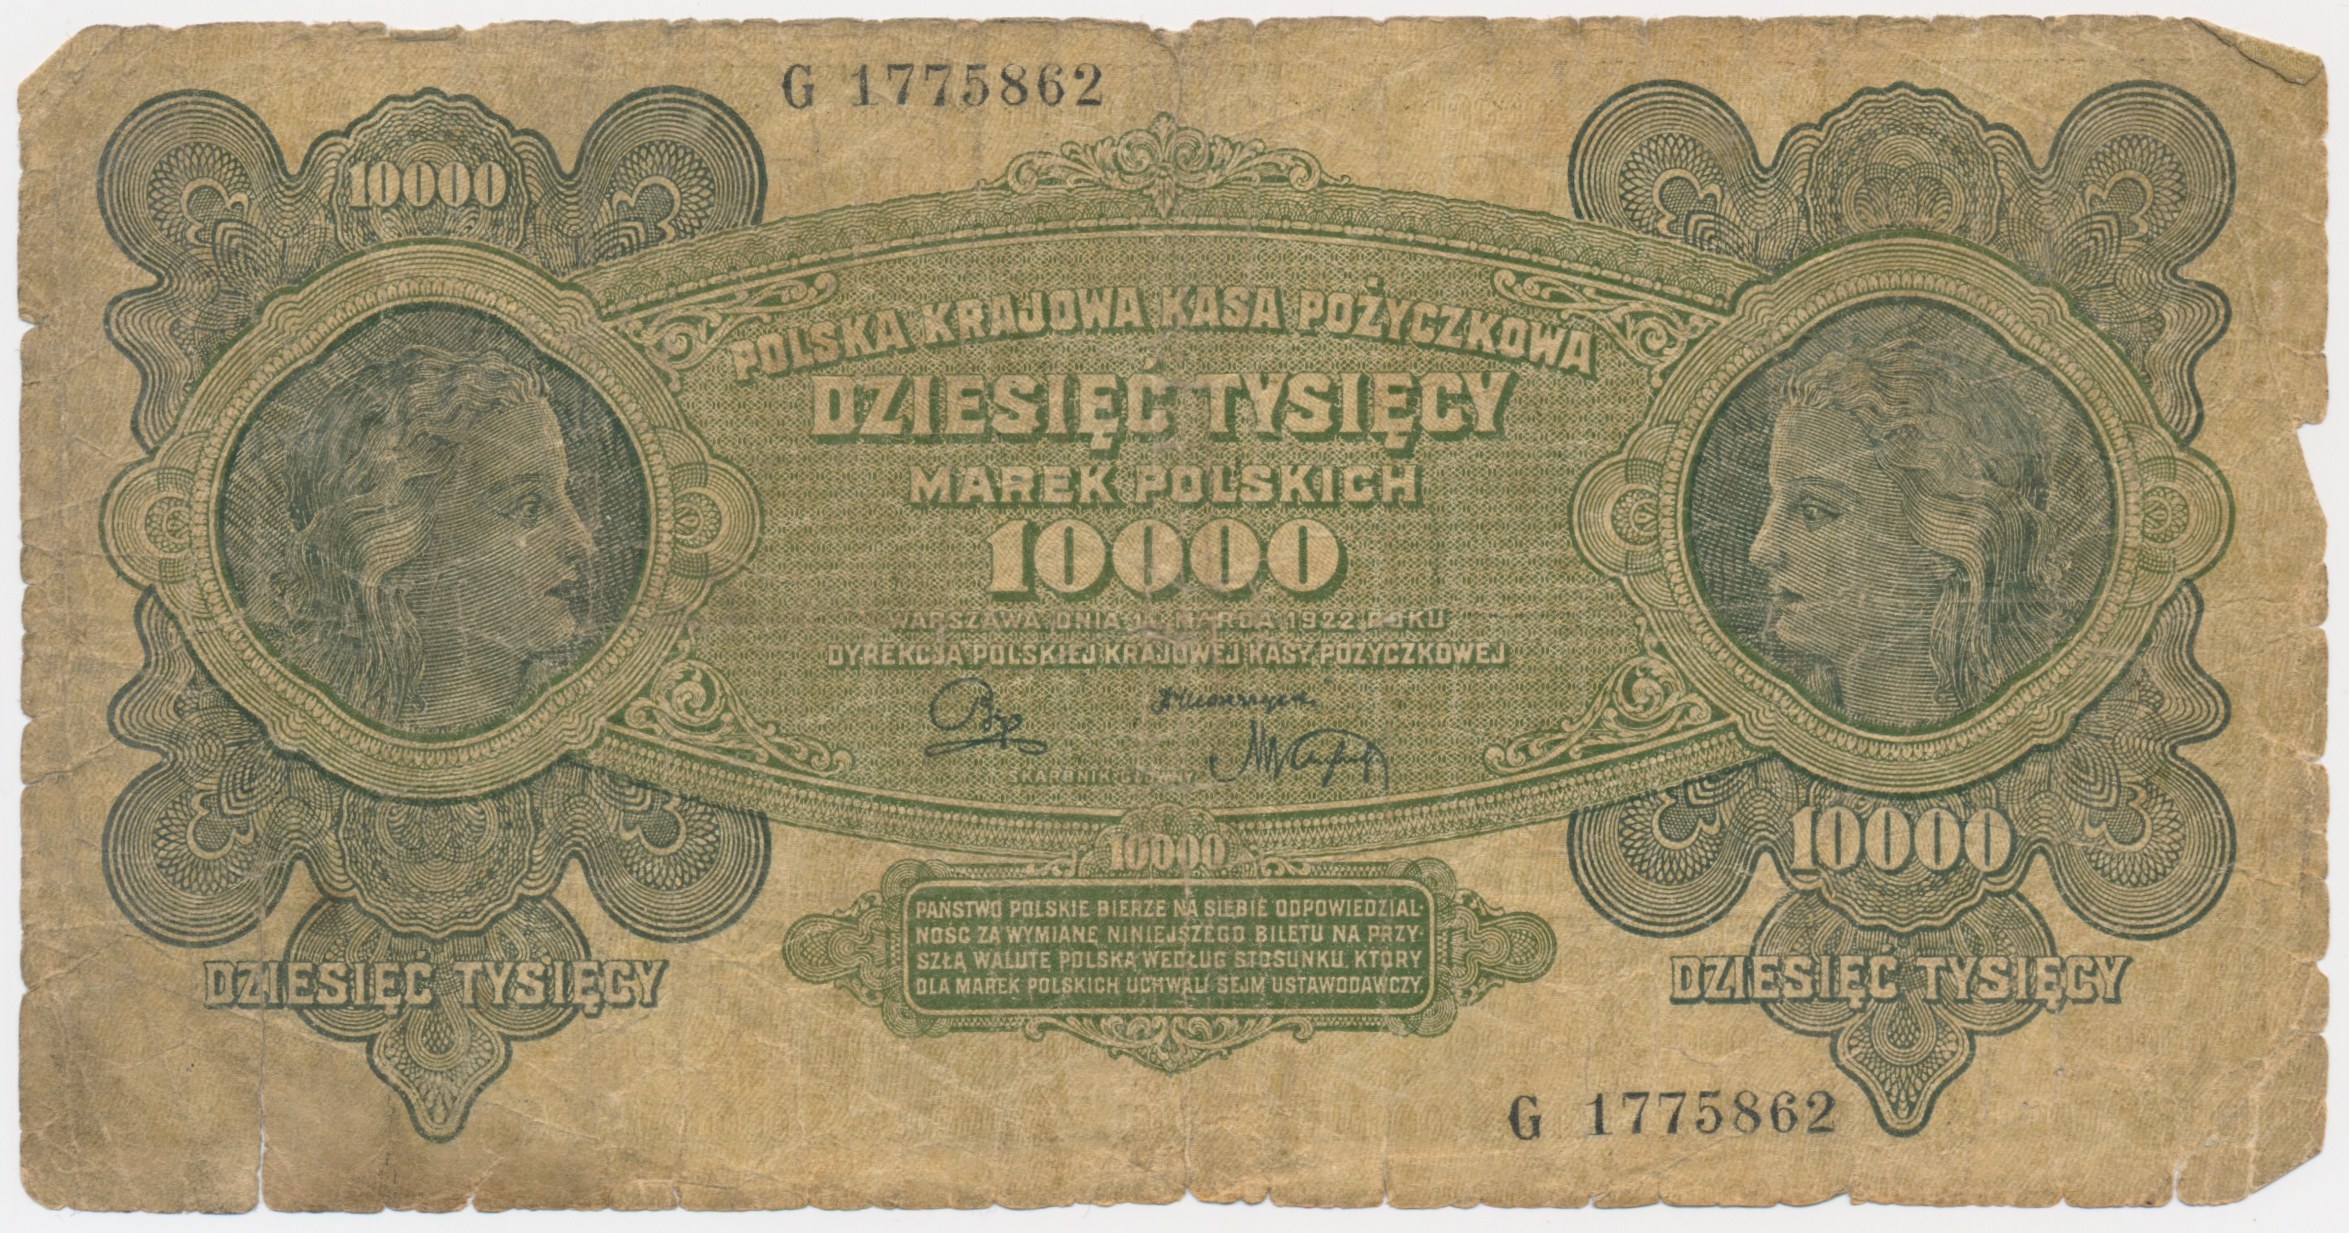 G 1775862
10000
POLSKA KRAJOWA KASA POŻYCZKOWA
DZIESIĘĆ TYSIĘCY
MAREK POLSKICH
10000
WARSZAWA, DNIA 11 MARCA 1922 ROKU
DYREKCJA POLSKIEJ KRAJOWEJ KASY POŻYCZKOWEJ
SKARBNIK GŁÓWNY
10000
10000
PAŃSTWO POLSKIE BIERZE NA SIEBIE ODPOWIEDZIAL-
NOŚĆ ZA WYMIANĘ NINIEJSZEGO BILETU NA PRZY-
SZŁĄ WALUTĘ POLSKĄ WEDŁUG STOSUNKU, KTÓRY
DLA MAREK POLSKICH UCHWALI SEJM USTAWODAWCZY.
DZIESIĘĆ TYSIĘCY
DZIESIĘĆ TYSIĘCY
G 1775862